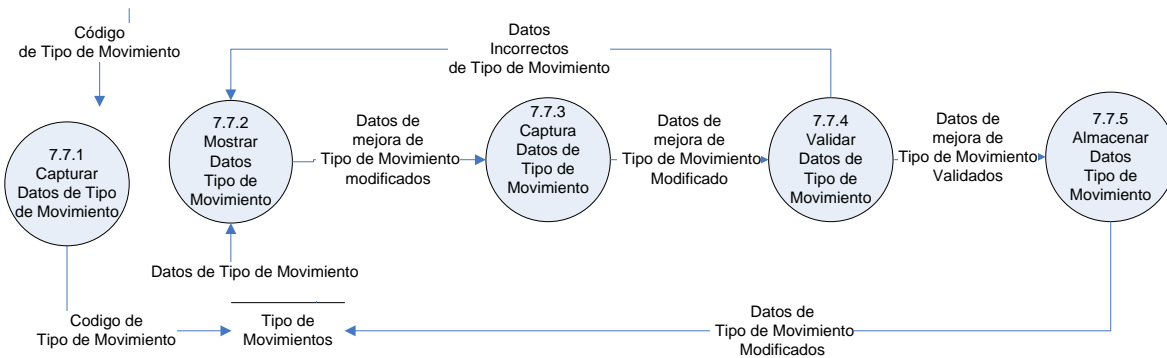 Código
de Tipo de Movimiento
Datos
Incorrectos
de Tipo de Movimiento
7.7.1
Capturar
Datos de Tipo
de Movimiento
7.7.2
Mostrar
Datos
Tipo de
Movimiento
Datos de
mejora de
Tipo de Movimiento
modificados
7.7.3
Captura
Datos de
Tipo de
Movimiento
Datos de
mejora de
Tipo de Movimiento
Modificado
7.7.4
Validar
Datos de
Tipo de
Movimiento
Datos de
mejora de
Tipo de Movimiento
Validados
7.7.5
Almacenar
Datos
Tipo de
Movimiento
Datos de Tipo de Movimiento
Codigo de
Tipo de Movimiento
Tipo de
Movimientos
Datos de
Tipo de Movimiento
Modificados